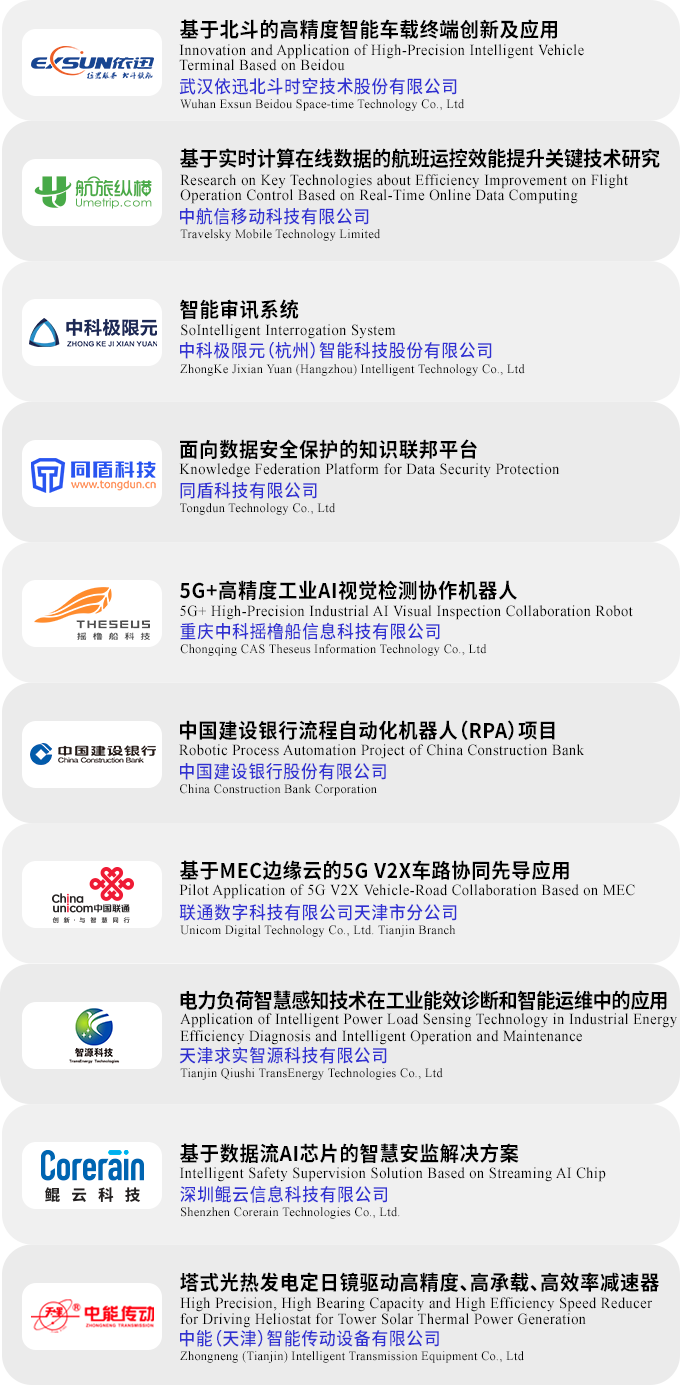 EXSUN依迅
位置服务 北斗领航
基于北斗的高精度智能车载终端创新及应用
Innovation and Application of High-Precision Intelligent Vehicle
Terminal Based on Beidou
武汉依迅北斗时空技术股份有限公司
Wuhan Exsun Beidou Space-time Technology Co., Ltd
航旅纵横
Umetrip.com
基于实时计算在线数据的航班运控效能提升关键技术研究
Research on Key Technologies about Efficiency Improvement on Flight
Operation Control Based on Real-Time Online Data Computing
中航信移动科技有限公司
Travelsky Mobile Technology Limited
中科极限元
ZHONG KE JI XIAN YUAN
智能审讯系统
SoIntelligent Interrogation System
中科极限元（杭州）智能科技股份有限公司
ZhongKe Jixian Yuan (Hangzhou) Intelligent Technology Co., Ltd
同盾科技
www.tongdun.cn
面向数据安全保护的知识联邦平台
Knowledge Federation Platform for Data Security Protection
同盾科技有限公司
Tongdun Technology Co., Ltd
THESEUS
摇橹船科技
5G+高精度工业AI视觉检测协作机器人
5G+ High-Precision Industrial AI Visual Inspection Collaboration Robot
重庆中科摇橹船信息科技有限公司
Chongqing CAS Theseus Information Technology Co., Ltd
中国建设银行
China Construction Bank
中国建设银行流程自动化机器人（RPA）项目
Robotic Process Automation Project of China Construction Bank
中国建设银行股份有限公司
China Construction Bank Corporation
China
unicom中国联通
创新·与智慧同行
基于MEC边缘云的5G V2X车路协同先导应用
Pilot Application of 5G V2X Vehicle-Road Collaboration Based on MEC
联通数字科技有限公司天津市分公司
Unicom Digital Technology Co., Ltd. Tianjin Branch
智源科技
TransEnergy Technologies
电力负荷智慧感知技术在工业能效诊断和智能运维中的应用
Application of Intelligent Power Load Sensing Technology in Industrial Energy
Efficiency Diagnosis and Intelligent Operation and Maintenance
天津求实智源科技有限公司
Tianjin Qiushi TransEnergy Technologies Co., Ltd
Corerain
鲲云科技
基于数据流AI芯片的智慧安监解决方案
Intelligent Safety Supervision Solution Based on Streaming AI Chip
深圳鲲云信息科技有限公司
Shenzhen Corerain Technologies Co., Ltd.
天星® 中能传动
ZHONGNENG TRANSMISSION
塔式光热发电定日镜驱动高精度、高承载、高效率减速器
High Precision, High Bearing Capacity and High Efficiency Speed Reducer
for Driving Heliostat for Tower Solar Thermal Power Generation
中能（天津）智能传动设备有限公司
Zhongneng (Tianjin) Intelligent Transmission Equipment Co., Ltd